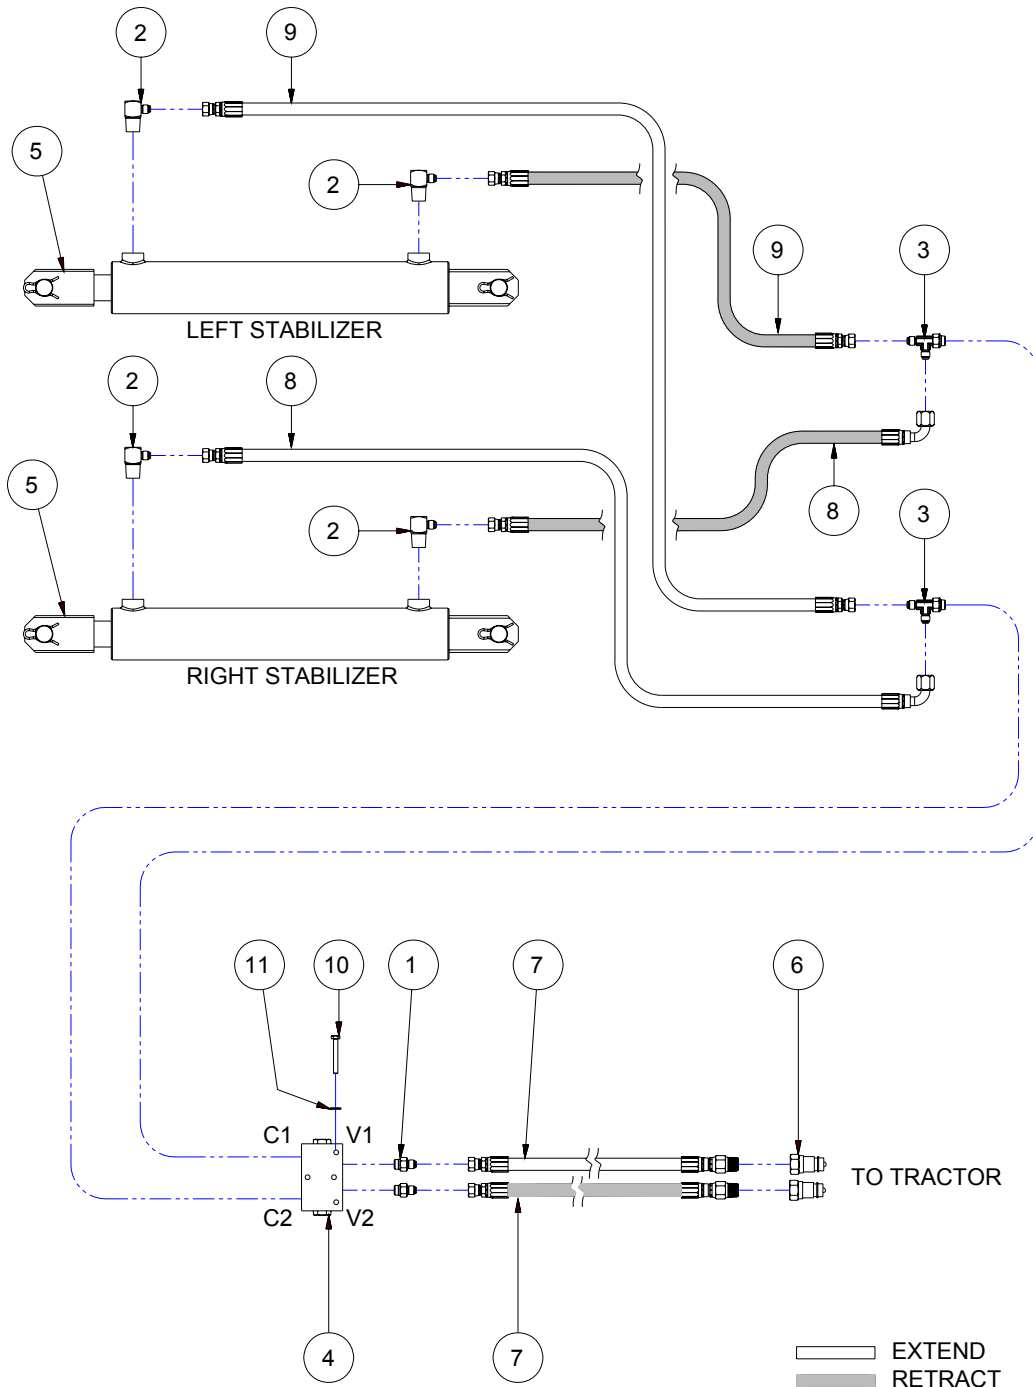 2 9
5
2
9 3
LEFT STABILIZER
2 8
5
2
8 3
RIGHT STABILIZER
11 10 1 7 6
C1 V1
TO TRACTOR
C2 V2
4 7
EXTEND
RETRACT